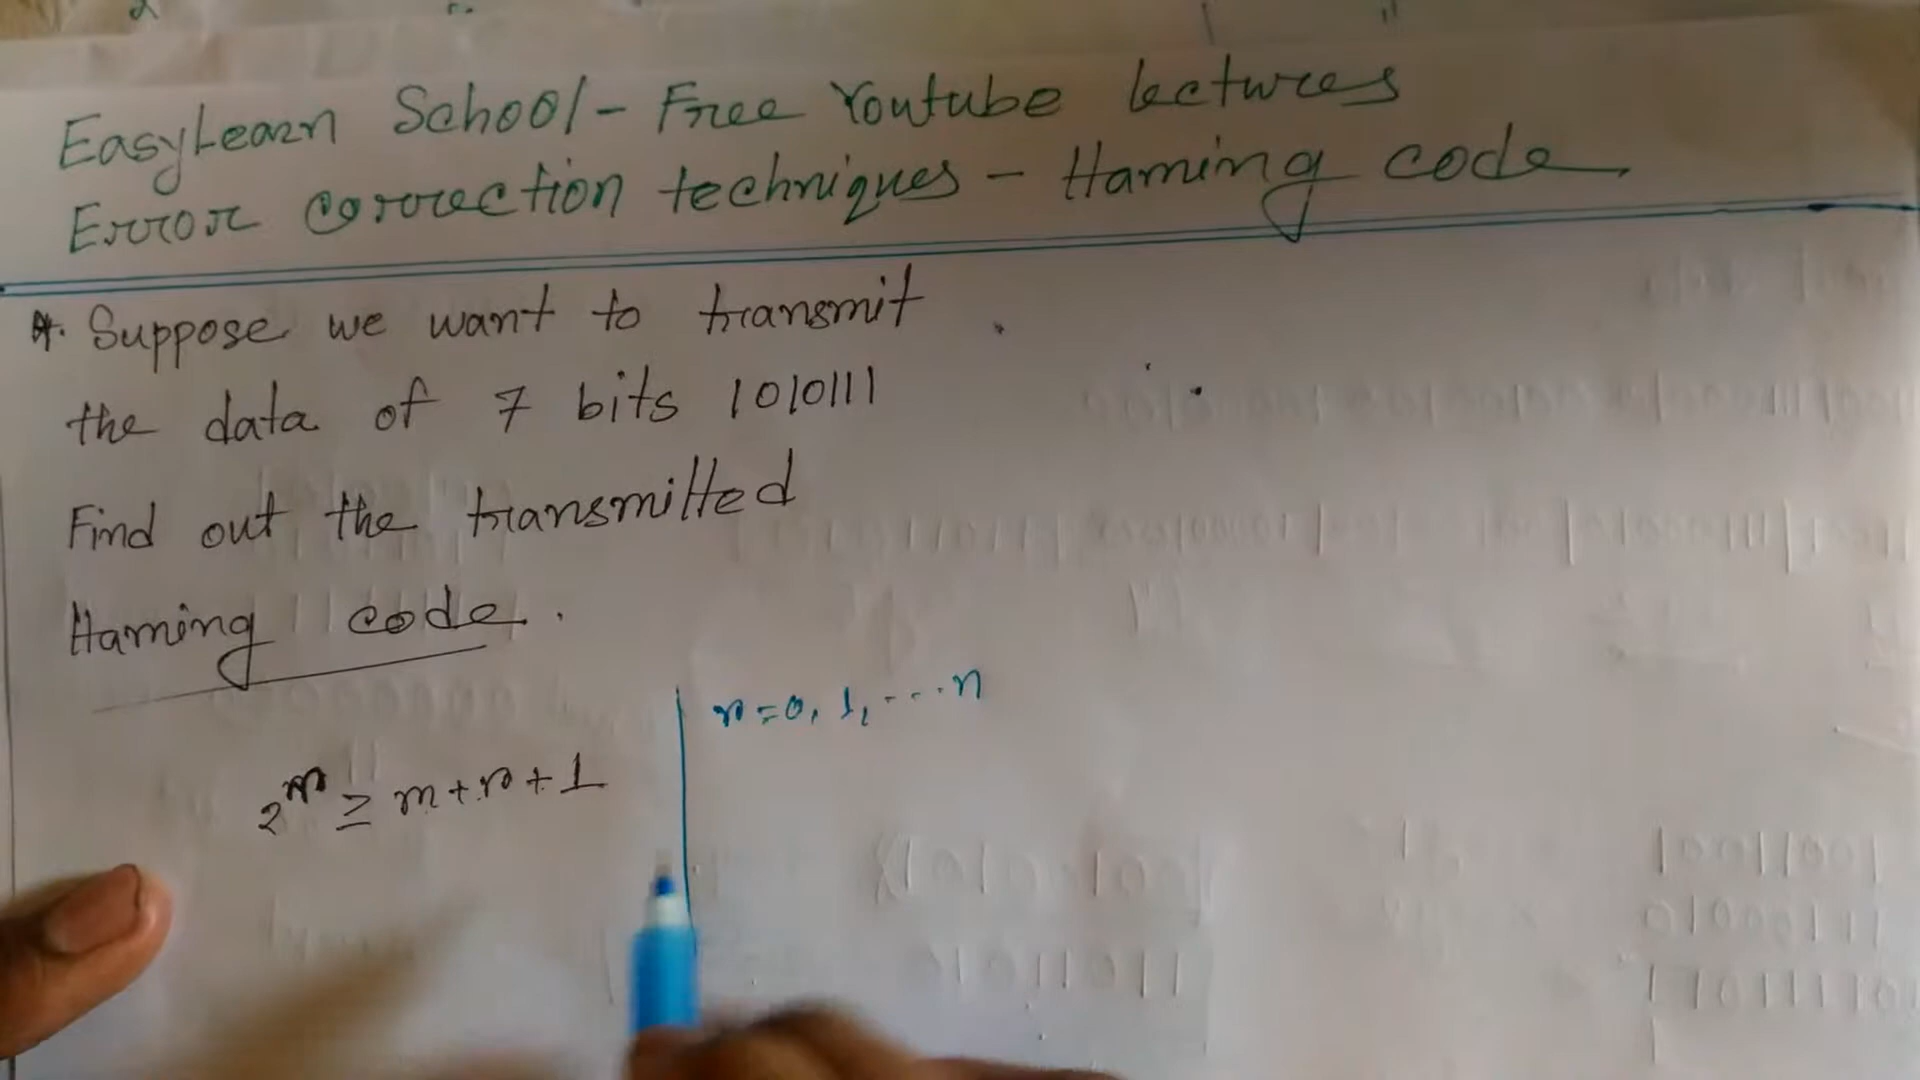 EasyLearn School - Free Youtube lectures
Error correction techniques - Haming code
Suppose we want to transmit
the data of 7 bits 1010111
Find out the transmitted
Haming code.
r = 0, 1, ... n
2^r ≥ m + r + 1